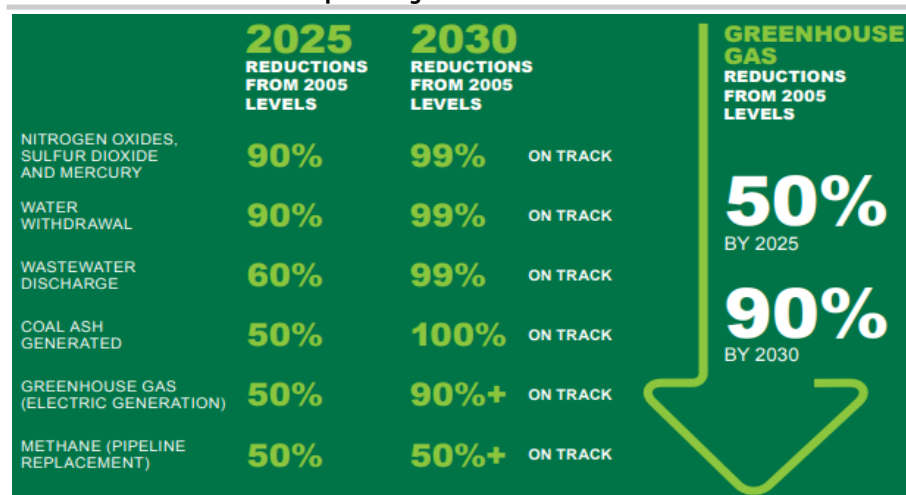 2025
REDUCTIONS
FROM 2005
LEVELS
2030
REDUCTIONS
FROM 2005
LEVELS
NITROGEN OXIDES,
SULFUR DIOXIDE
AND MERCURY
90%
99%
ON TRACK
WATER
WITHDRAWAL
90%
99%
ON TRACK
WASTEWATER
DISCHARGE
60%
99%
ON TRACK
COAL ASH
GENERATED
50%
100%
ON TRACK
GREENHOUSE GAS
(ELECTRIC GENERATION)
50%
90%+
ON TRACK
METHANE (PIPELINE
REPLACEMENT)
50%
50%+
ON TRACK
GREENHOUSE
GAS
REDUCTIONS
FROM 2005
LEVELS
50%
BY 2025
90%
BY 2030